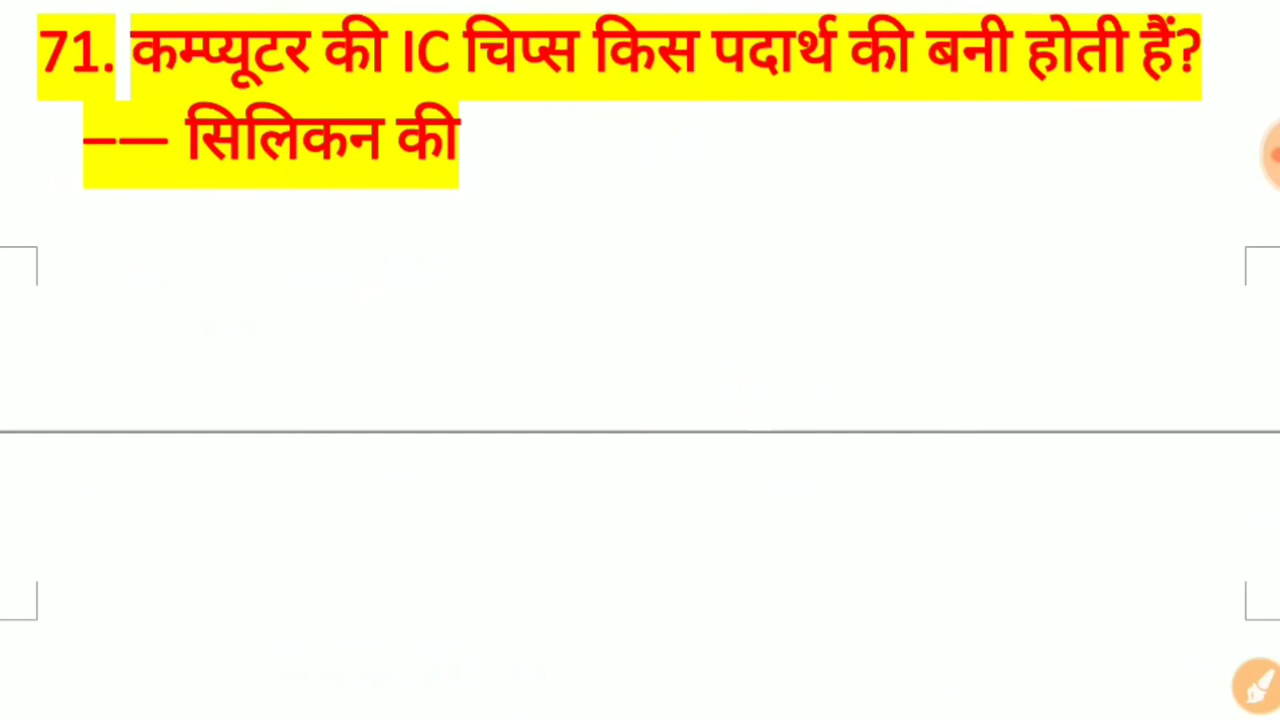 71. कम्प्यूटर की IC चिप्स किस पदार्थ की बनी होती हैं?
–— सिलिकन की